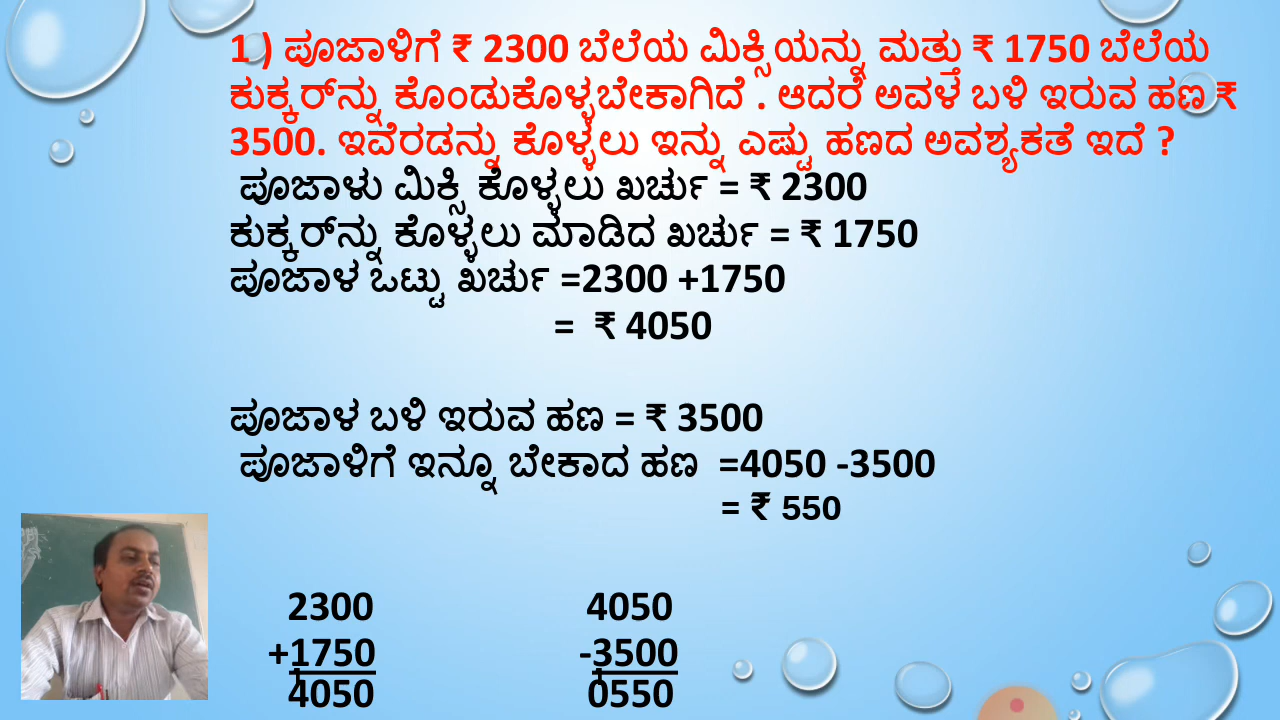 1 ) ಪೂಜಾಳಿಗೆ ₹ 2300 ಬೆಲೆಯ ಮಿಕ್ಸಿಯನ್ನು ಮತ್ತು ₹ 1750 ಬೆಲೆಯ
ಕುಕ್ಕರ್‌ನ್ನು ಕೊಂಡುಕೊಳ್ಳಬೇಕಾಗಿದೆ . ಆದರೆ ಅವಳ ಬಳಿ ಇರುವ ಹಣ ₹
3500. ಇವೆರಡನ್ನು ಕೊಳ್ಳಲು ಇನ್ನು ಎಷ್ಟು ಹಣದ ಅವಶ್ಯಕತೆ ಇದೆ ?
ಪೂಜಾಳು ಮಿಕ್ಸಿ ಕೊಳ್ಳಲು ಖರ್ಚು = ₹ 2300
ಕುಕ್ಕರ್‌ನ್ನು ಕೊಳ್ಳಲು ಮಾಡಿದ ಖರ್ಚು = ₹ 1750
ಪೂಜಾಳ ಒಟ್ಟು ಖರ್ಚು =2300 +1750
= ₹ 4050
ಪೂಜಾಳ ಬಳಿ ಇರುವ ಹಣ = ₹ 3500
ಪೂಜಾಳಿಗೆ ಇನ್ನೂ ಬೇಕಾದ ಹಣ =4050 -3500
= ₹ 550
2300 4050
+1750 -3500
4050 0550